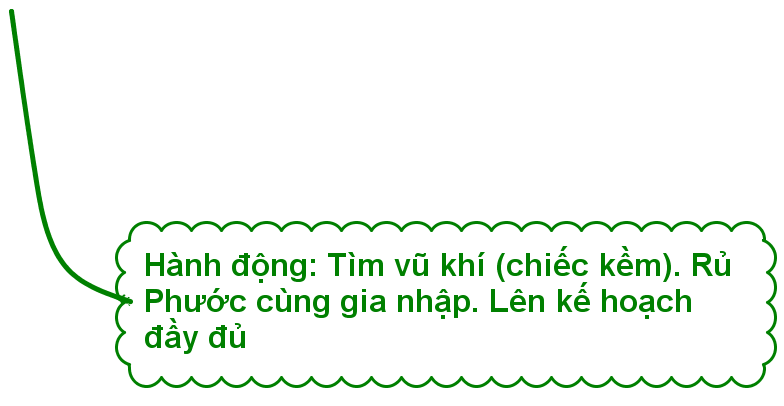 Hành động: Tìm vũ khí (chiếc kềm). Rủ
Phước cùng gia nhập. Lên kế hoạch
đầy đủ